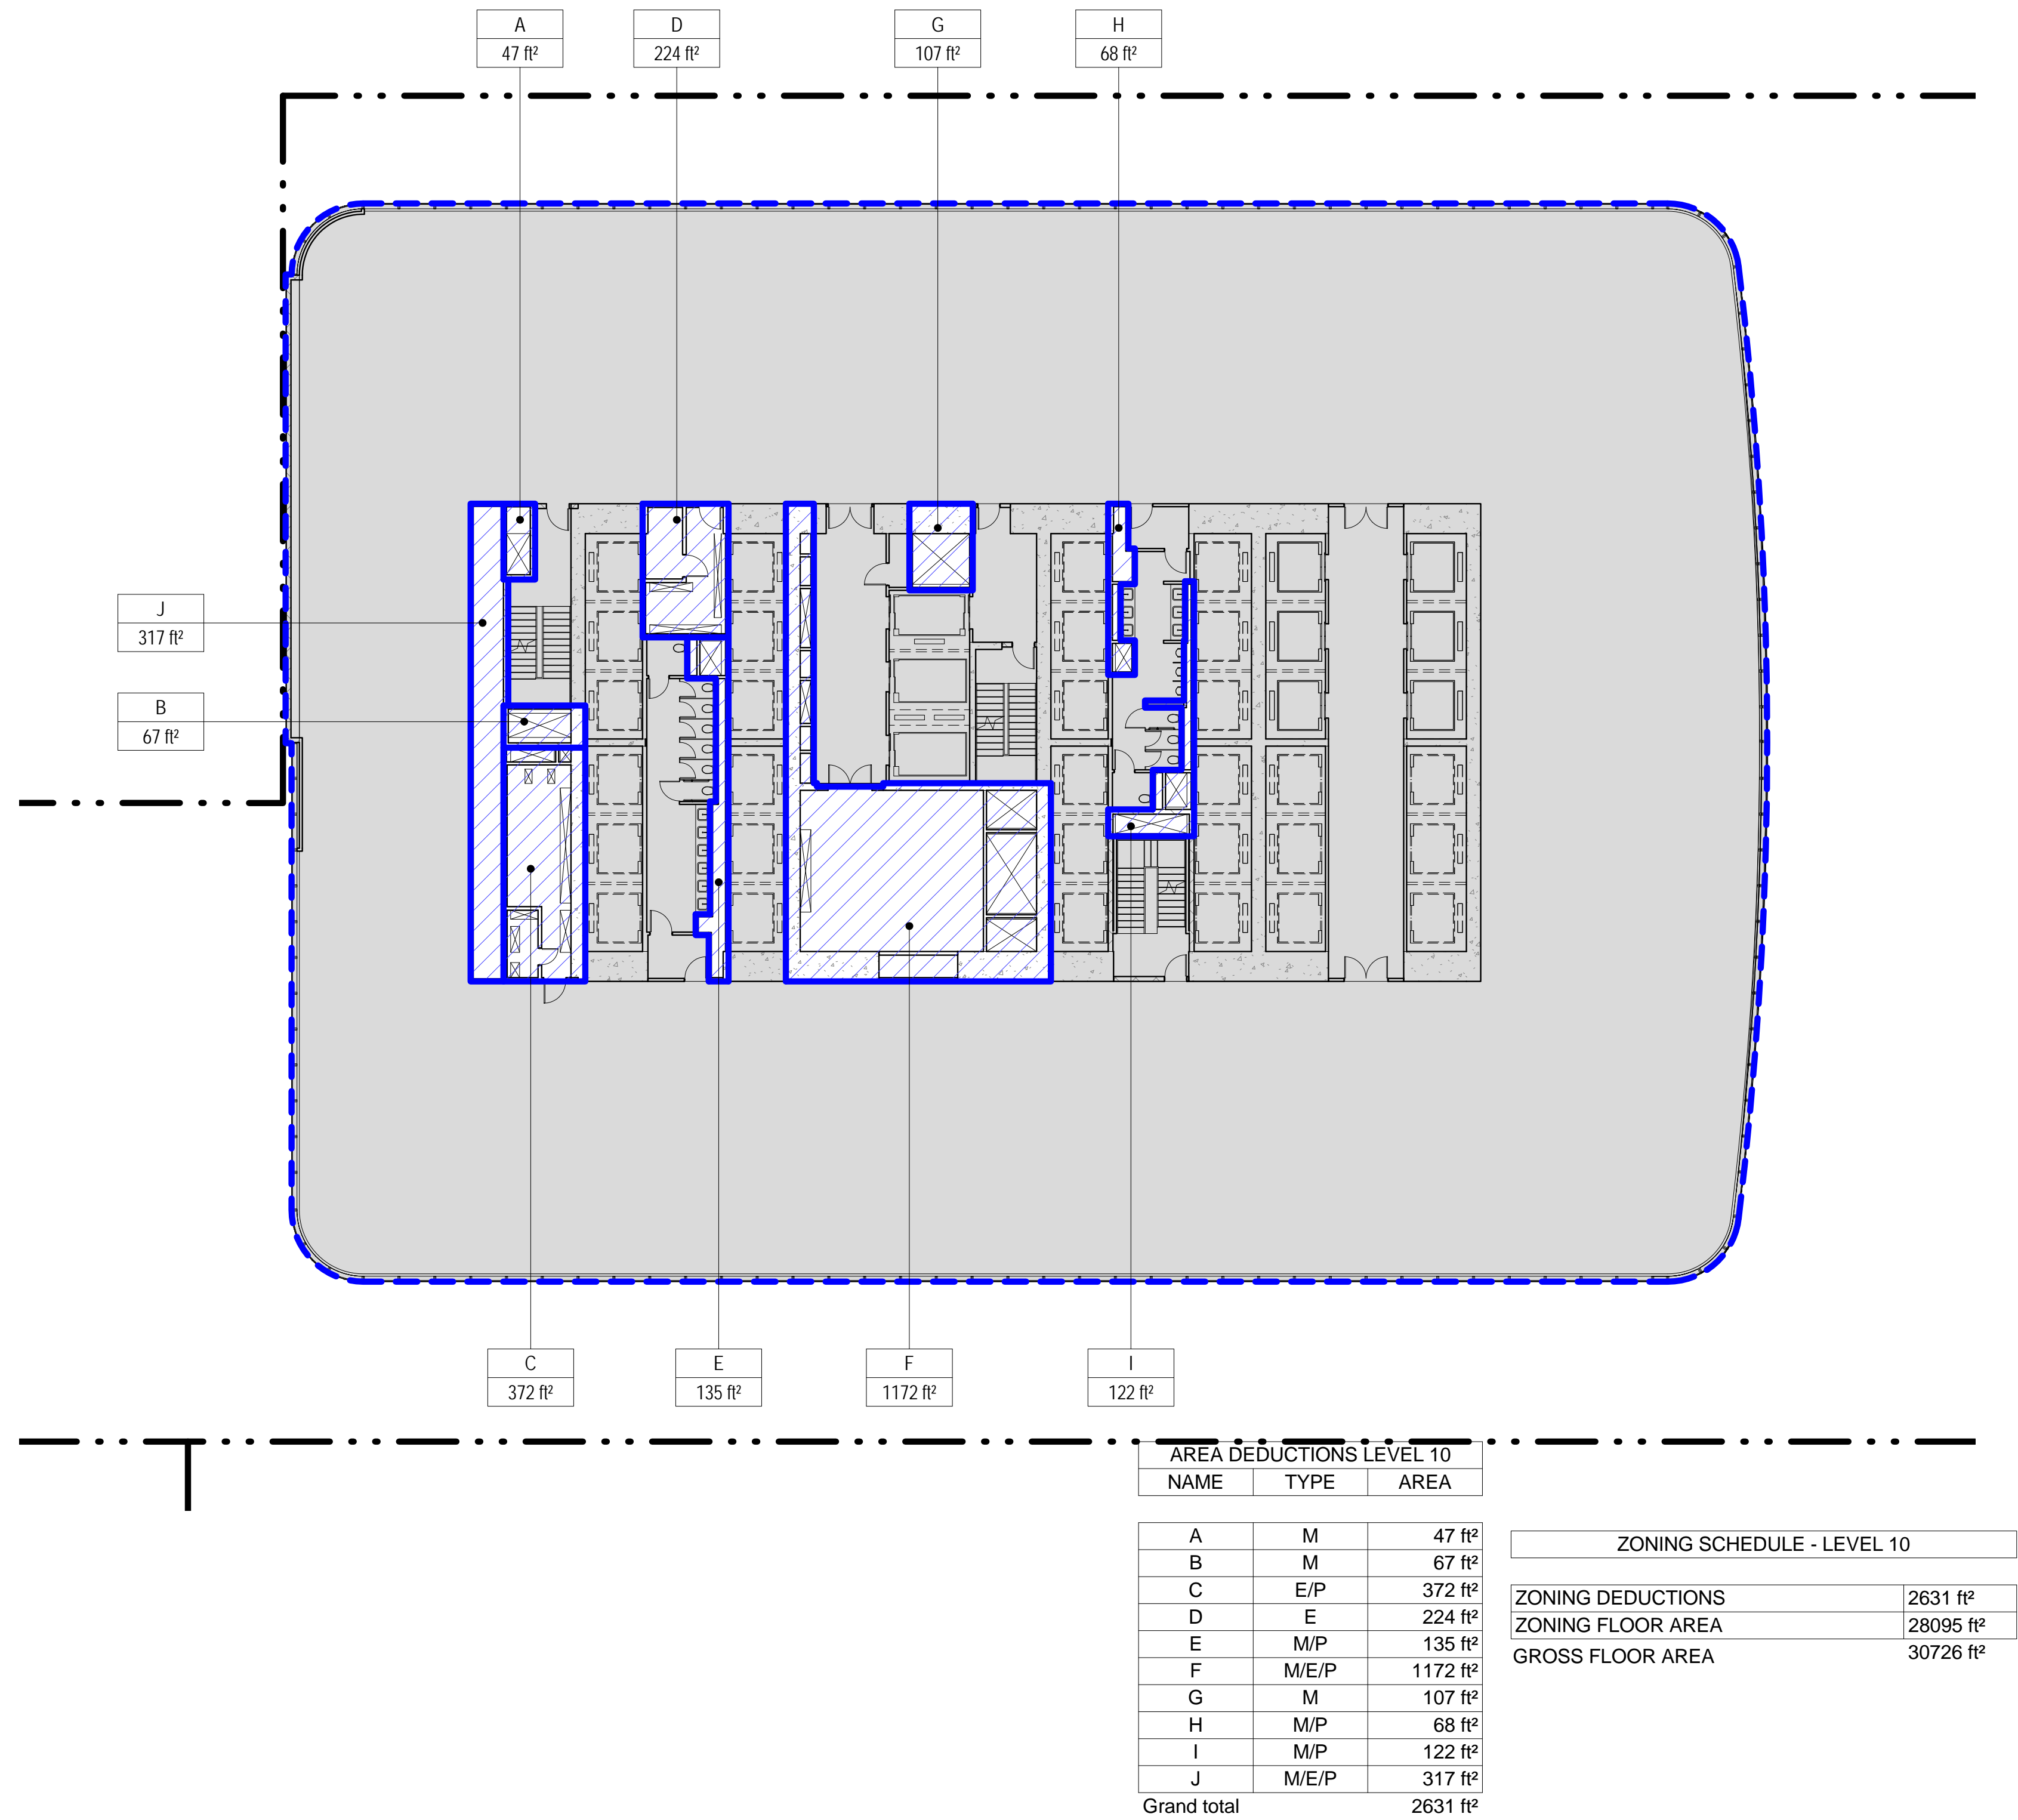 A
47 ft²
D
224 ft²
G
107 ft²
H
68 ft²
J
317 ft²
B
67 ft²
C
372 ft²
E
135 ft²
F
1172 ft²
I
122 ft²
AREA DEDUCTIONS LEVEL 10
NAME TYPE AREA
A M 47 ft²
B M 67 ft²
C E/P 372 ft²
D E 224 ft²
E M/P 135 ft²
F M/E/P 1172 ft²
G M 107 ft²
H M/P 68 ft²
I M/P 122 ft²
J M/E/P 317 ft²
Grand total 2631 ft²
ZONING SCHEDULE - LEVEL 10
ZONING DEDUCTIONS 2631 ft²
ZONING FLOOR AREA 28095 ft²
GROSS FLOOR AREA 30726 ft²